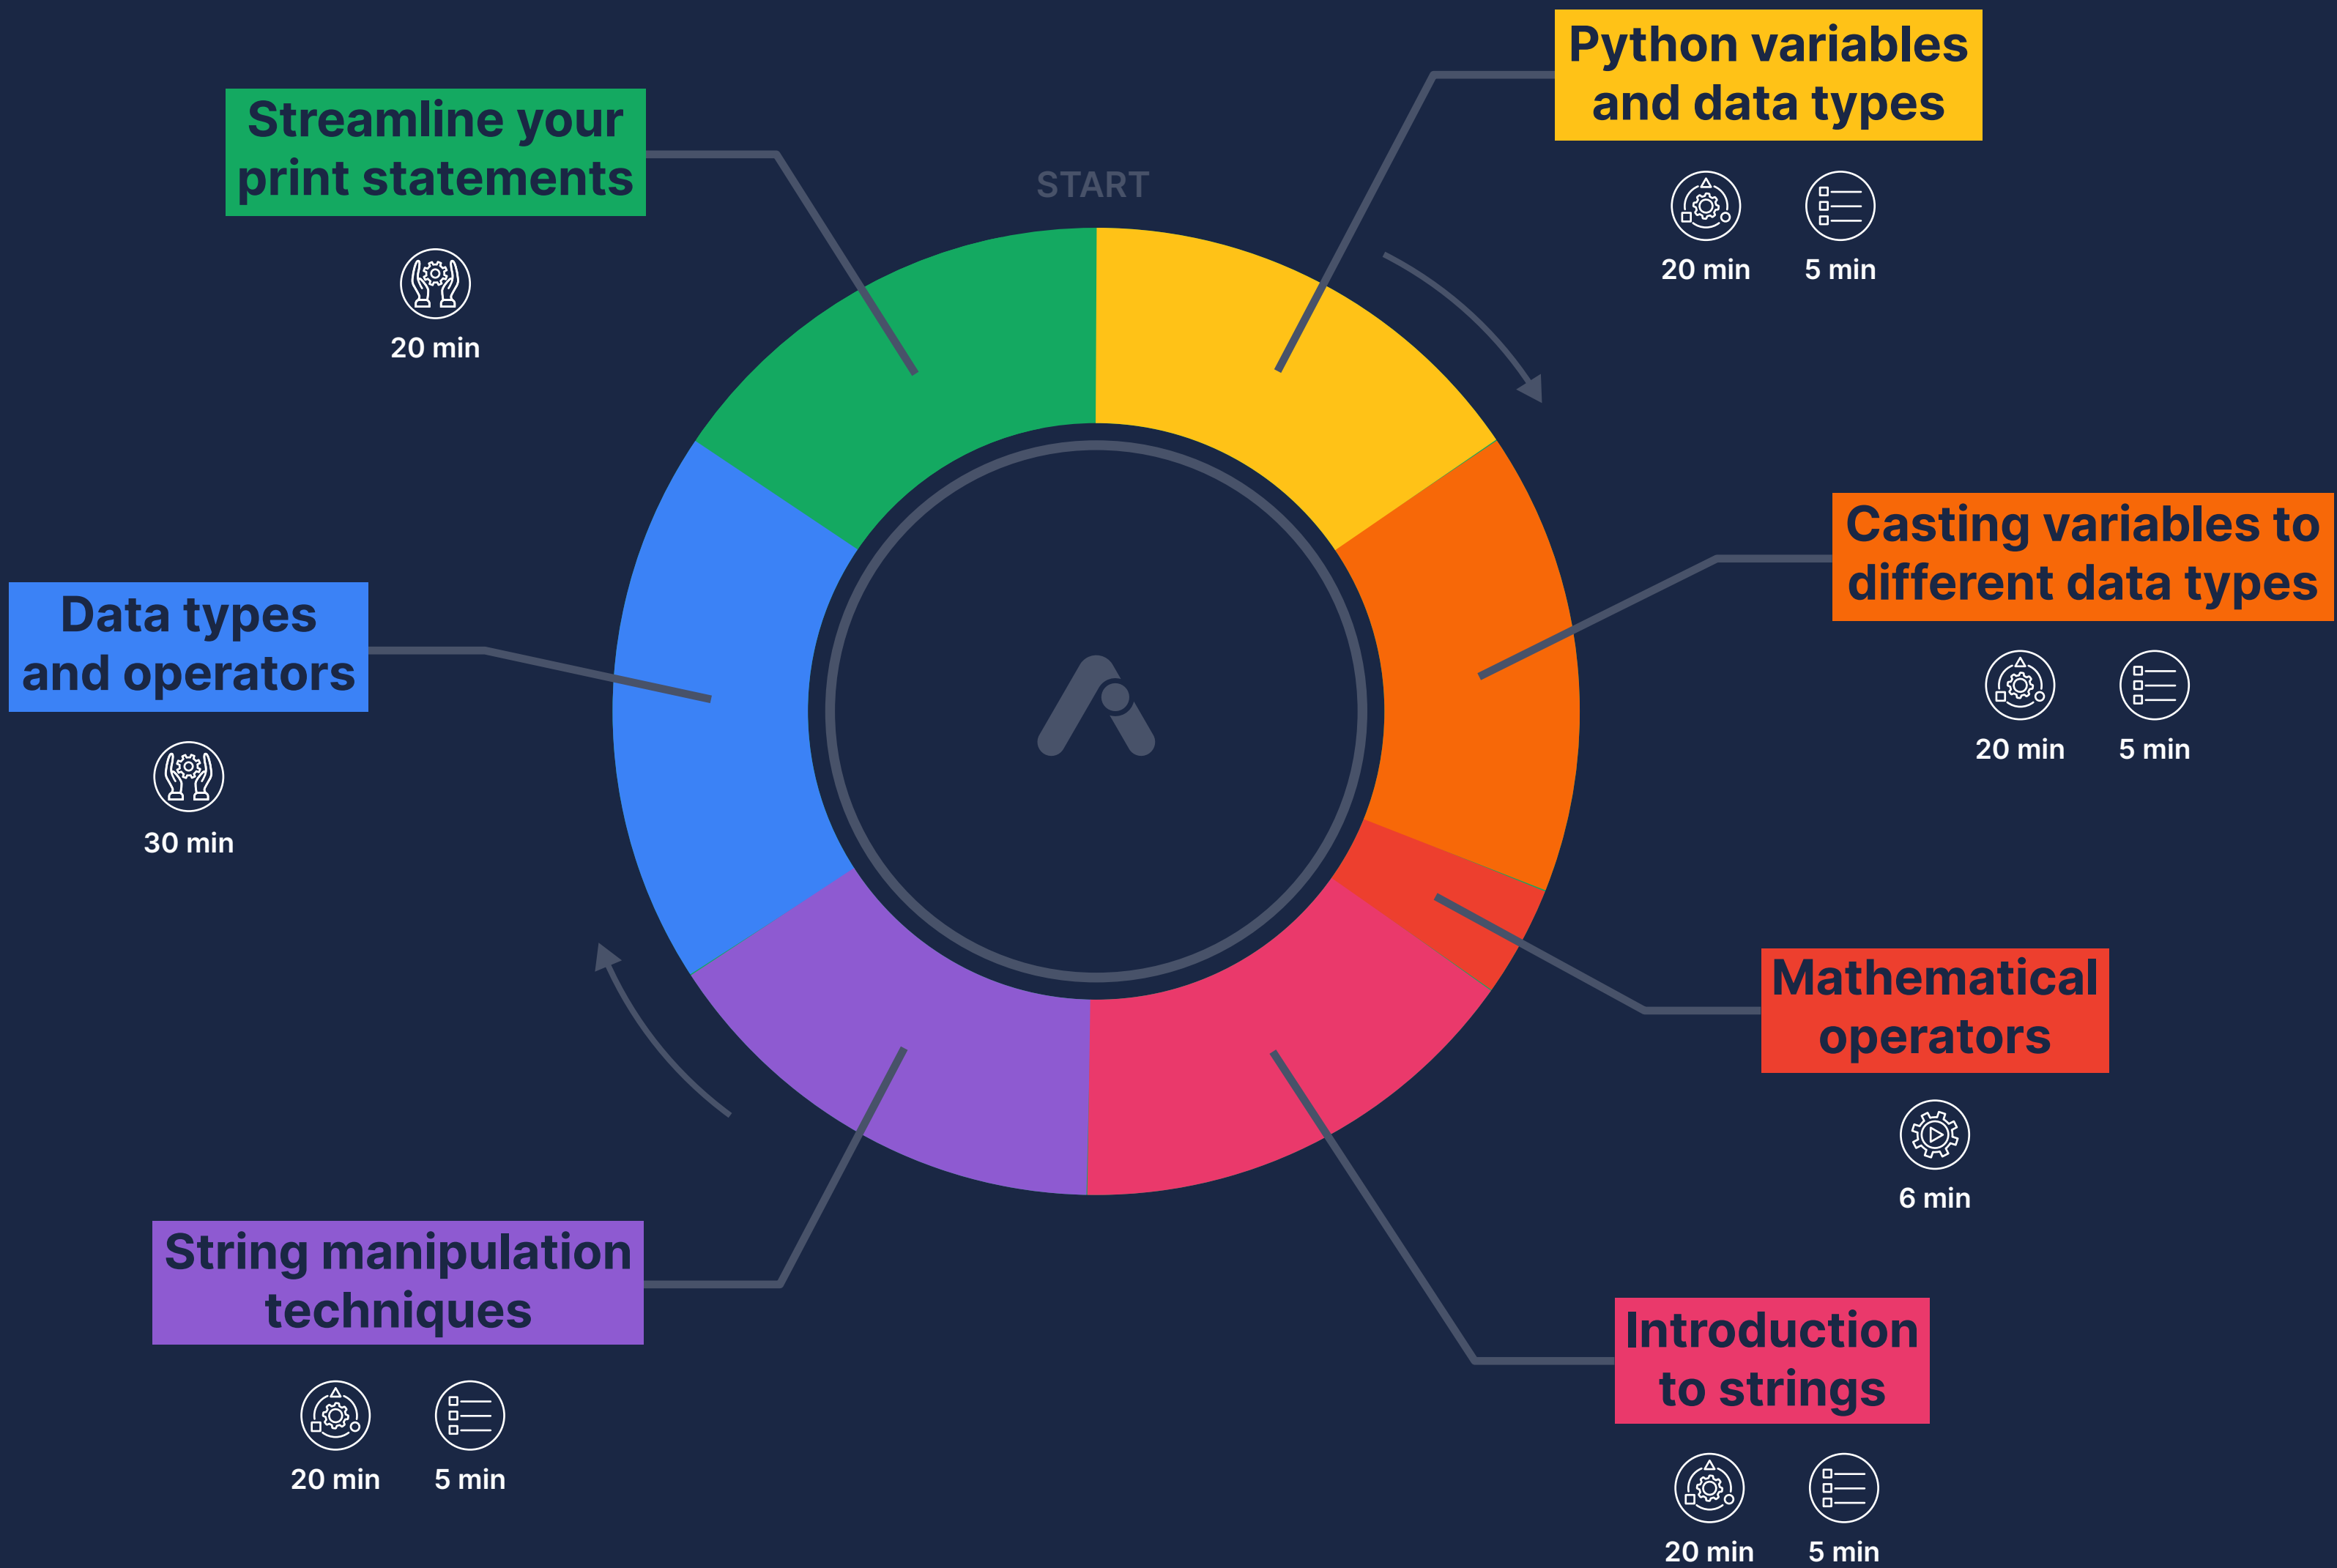 START
Python variables
and data types
20 min
5 min
Casting variables to
different data types
20 min
5 min
Mathematical
operators
6 min
Introduction
to strings
20 min
5 min
String manipulation
techniques
20 min
5 min
Data types
and operators
30 min
Streamline your
print statements
20 min